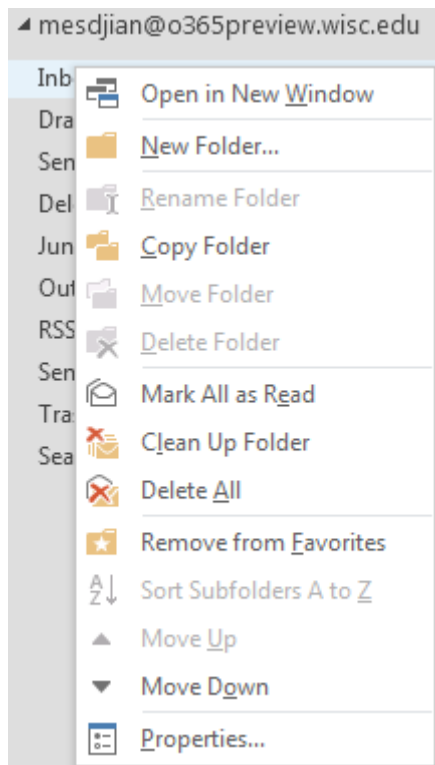 mesdjian@o365preview.wisc.edu
Inb
Dra
Sen
Del
Jun
Out
RSS
Sen
Tra
Sea
Open in New Window
New Folder...
Rename Folder
Copy Folder
Move Folder
Delete Folder
Mark All as Read
Clean Up Folder
Delete All
Remove from Favorites
Sort Subfolders A to Z
Move Up
Move Down
Properties...